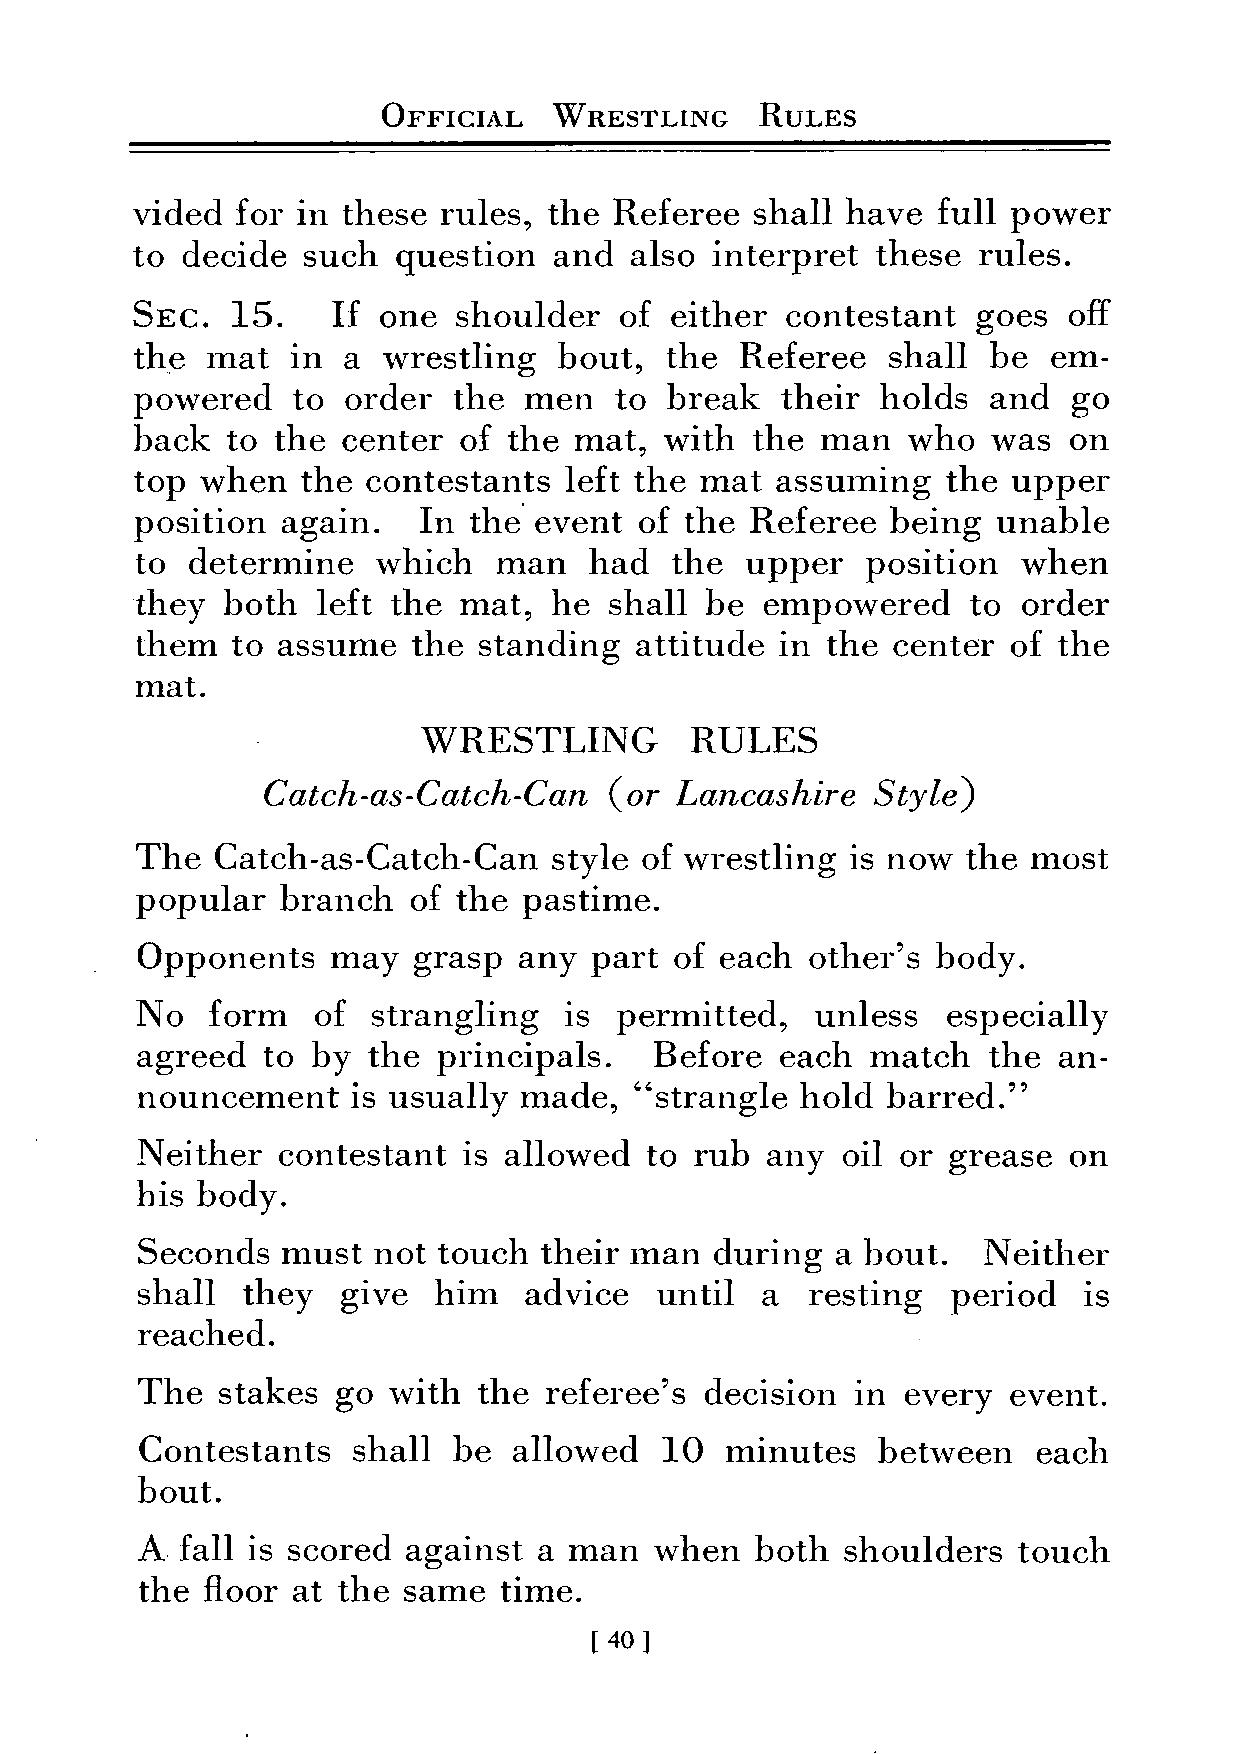 Official Wrestling Rules
vided for in these rules, the Referee shall have full power
to decide such question and also interpret these rules.
Sec. 15. If one shoulder of either contestant goes off
the mat in a wrestling bout, the Referee shall be em-
powered to order the men to break their holds and go
back to the center of the mat, with the man who was on
top when the contestants left the mat assuming the upper
position again. In the event of the Referee being unable
to determine which man had the upper position when
they both left the mat, he shall be empowered to order
them to assume the standing attitude in the center of the
mat.
WRESTLING RULES
Catch-as-Catch-Can (or Lancashire Style)
The Catch-as-Catch-Can style of wrestling is now the most
popular branch of the pastime.
Opponents may grasp any part of each other's body.
No form of strangling is permitted, unless especially
agreed to by the principals. Before each match the an-
nouncement is usually made, “strangle hold barred.”
Neither contestant is allowed to rub any oil or grease on
his body.
Seconds must not touch their man during a bout. Neither
shall they give him advice until a resting period is
reached.
The stakes go with the referee's decision in every event.
Contestants shall be allowed 10 minutes between each
bout.
A fall is scored against a man when both shoulders touch
the floor at the same time.
[ 40 ]